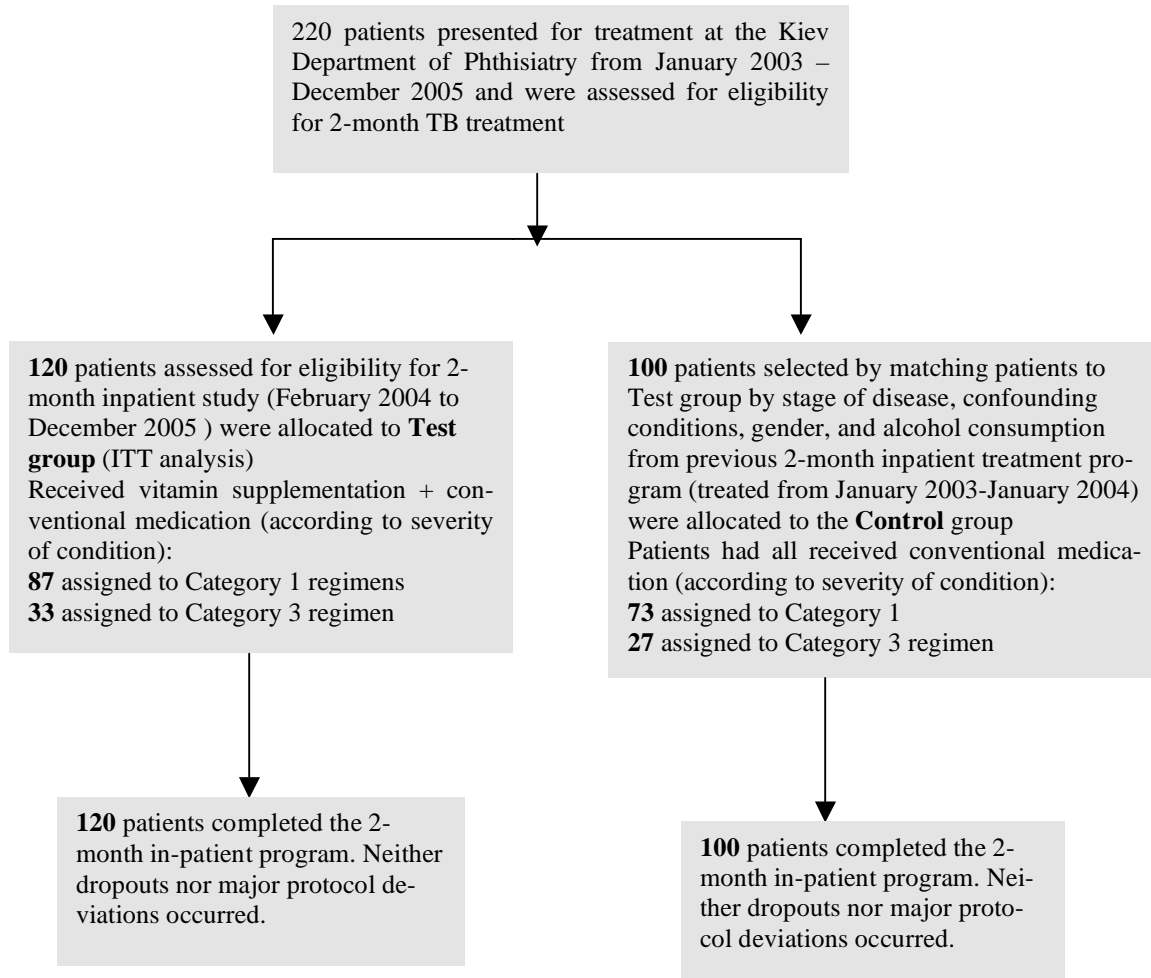 220 patients presented for treatment at the Kiev
Department of Phthisiatry from January 2003 –
December 2005 and were assessed for eligibility
for 2-month TB treatment
120 patients assessed for eligibility for 2-
month inpatient study (February 2004 to
December 2005 ) were allocated to Test
group (ITT analysis)
Received vitamin supplementation + con-
ventional medication (according to severity
of condition):
87 assigned to Category 1 regimens
33 assigned to Category 3 regimen
100 patients selected by matching patients to
Test group by stage of disease, confounding
conditions, gender, and alcohol consumption
from previous 2-month inpatient treatment pro-
gram (treated from January 2003-January 2004)
were allocated to the Control group
Patients had all received conventional medica-
tion (according to severity of condition):
73 assigned to Category 1
27 assigned to Category 3 regimen
120 patients completed the 2-
month in-patient program. Neither
dropouts nor major protocol de-
viations occurred.
100 patients completed the 2-
month in-patient program. Nei-
ther dropouts nor major proto-
col deviations occurred.